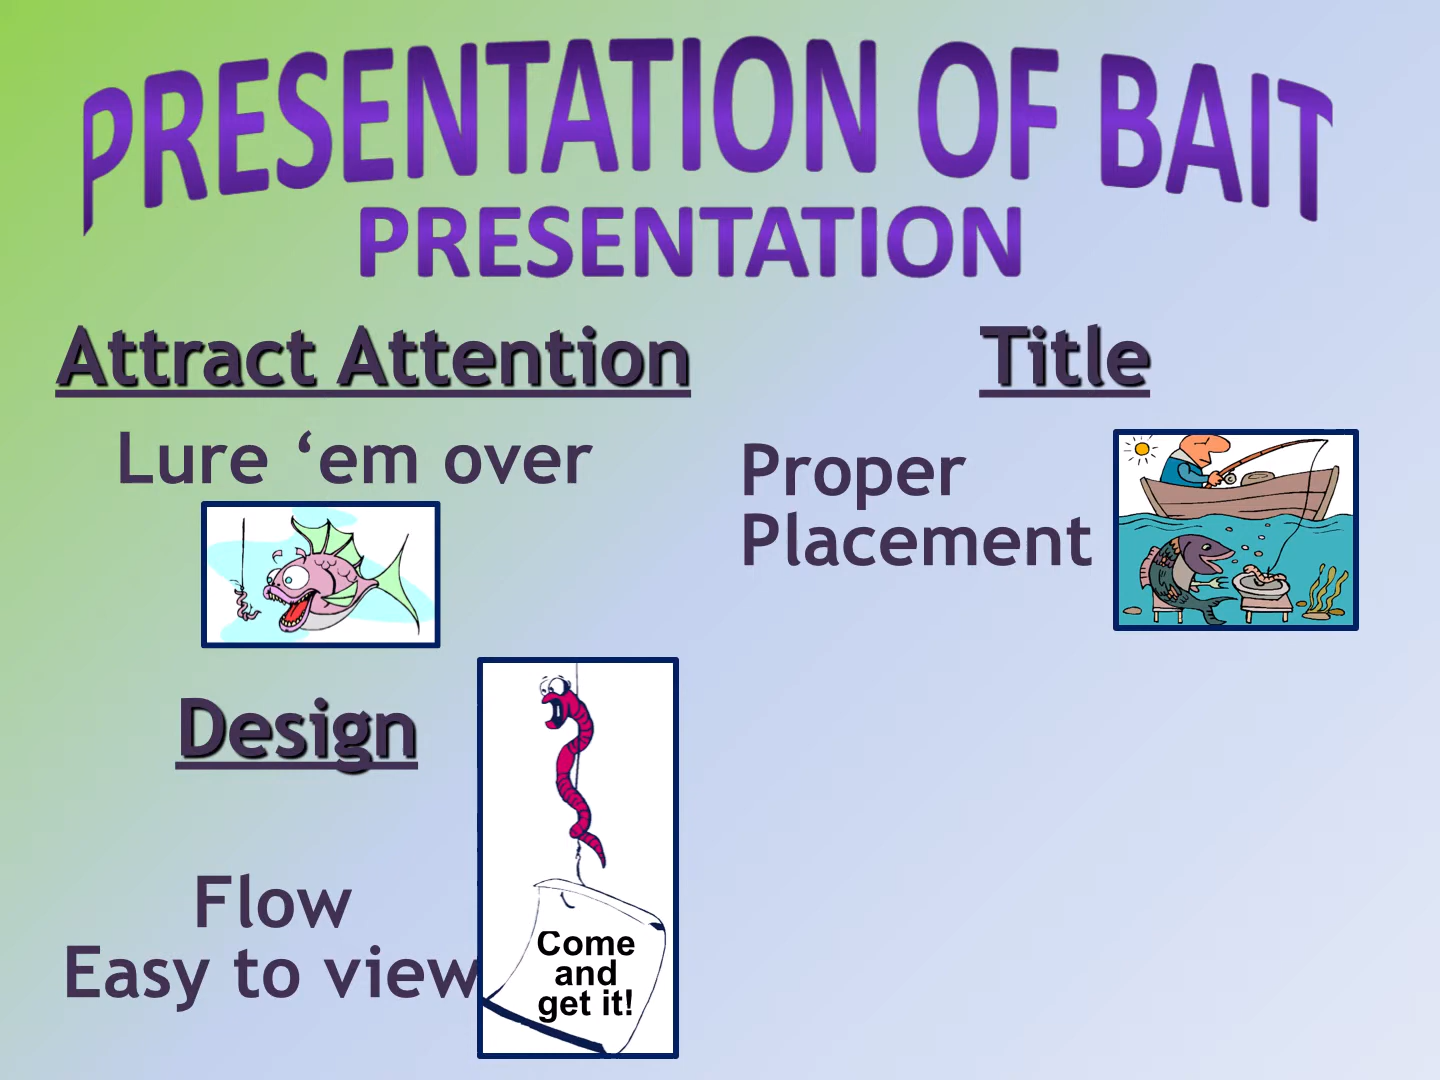 PRESENTATION OF BAIT
PRESENTATION
Attract Attention
Lure ‘em over
Design
Flow
Easy to view
Come
and
get it!
Title
Proper
Placement